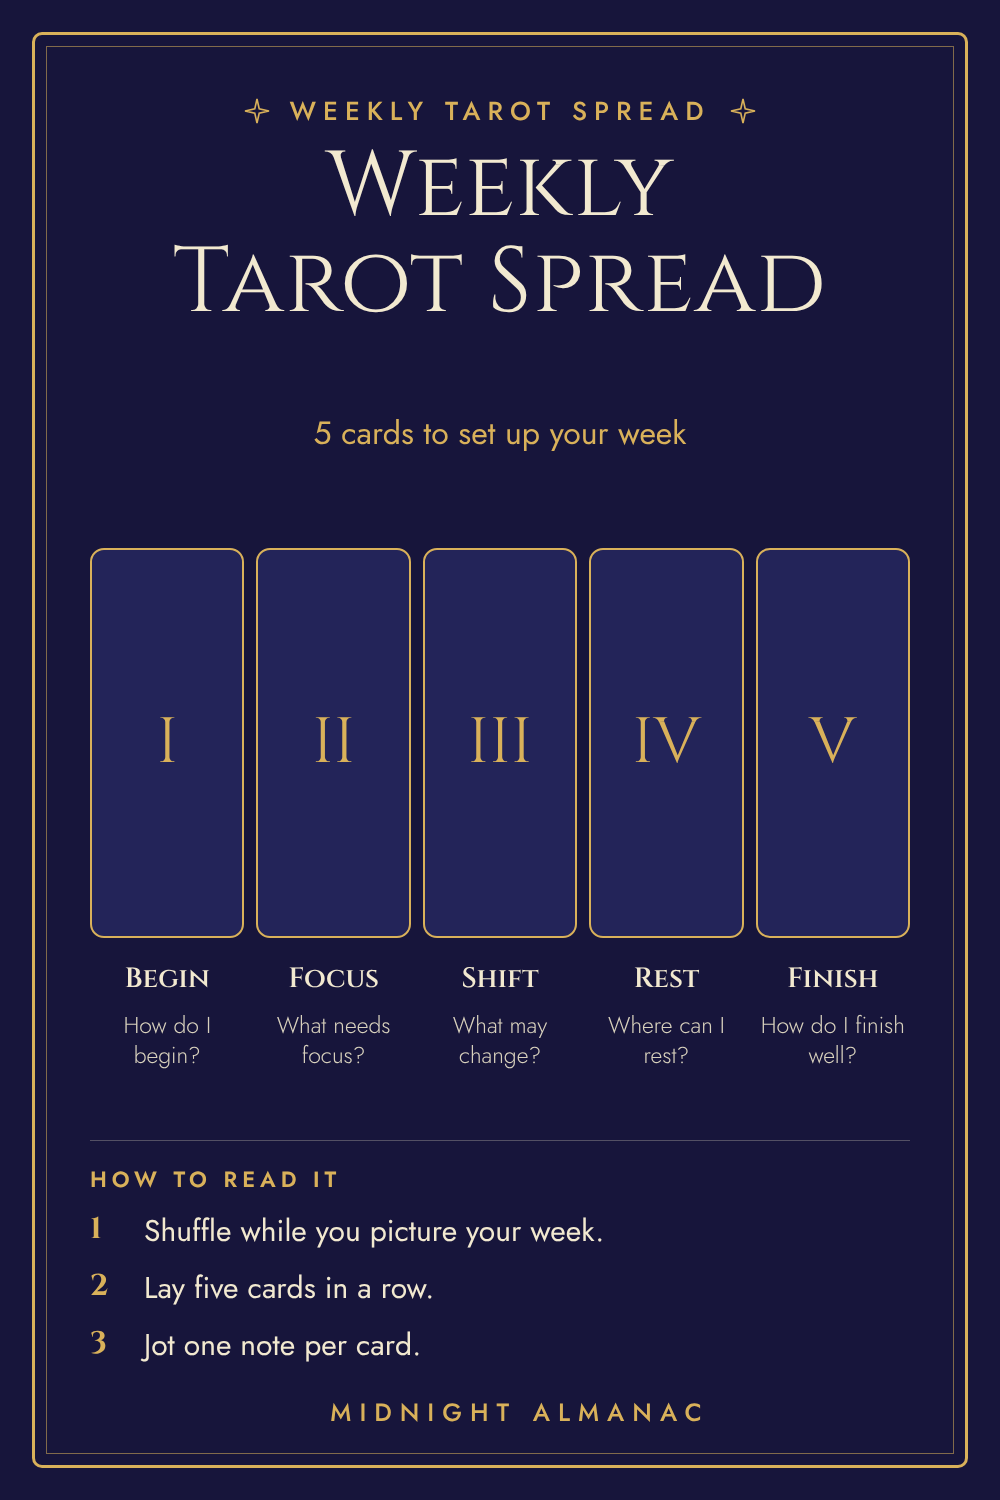 WEEKLY TAROT SPREAD
Weekly
Tarot Spread
5 cards to set up your week
I II III IV V
Begin Focus Shift Rest Finish
How do I What needs What may Where can I How do I finish
begin? focus? change? rest? well?
HOW TO READ IT
1 Shuffle while you picture your week.
2 Lay five cards in a row.
3 Jot one note per card.
MIDNIGHT ALMANAC